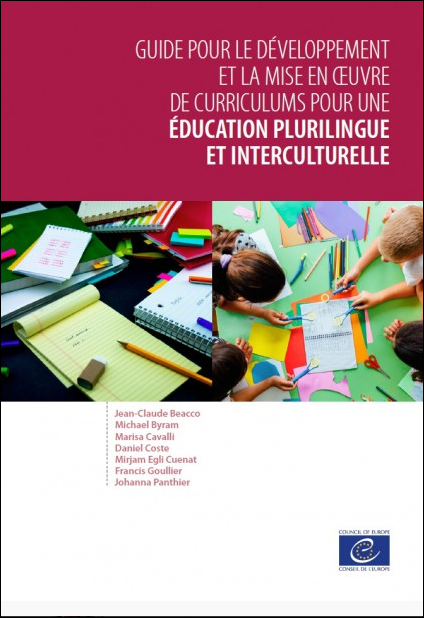 GUIDE POUR LE DÉVELOPPEMENT
ET LA MISE EN ŒUVRE
DE CURRICULUMS POUR UNE
ÉDUCATION PLURILINGUE
ET INTERCULTURELLE
Jean-Claude Beacco
Michael Byram
Marisa Cavalli
Daniel Coste
Mirjam Egli Cuenat
Francis Goullier
Johanna Panthier
COUNCIL OF EUROPE
CONSEIL DE L'EUROPE